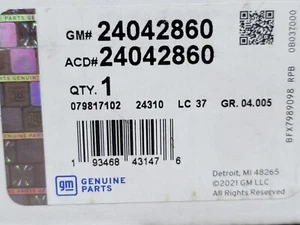 GM# 24042860
ACD# 24042860
QTY. 1
079817102 24310 LC 37 GR. 04.005
1 93468 43147 6
gm GENUINE PARTS
Detroit, MI 48265
©2021 GM LLC
All Rights Reserved
0B037000
BFX7989098 RPB